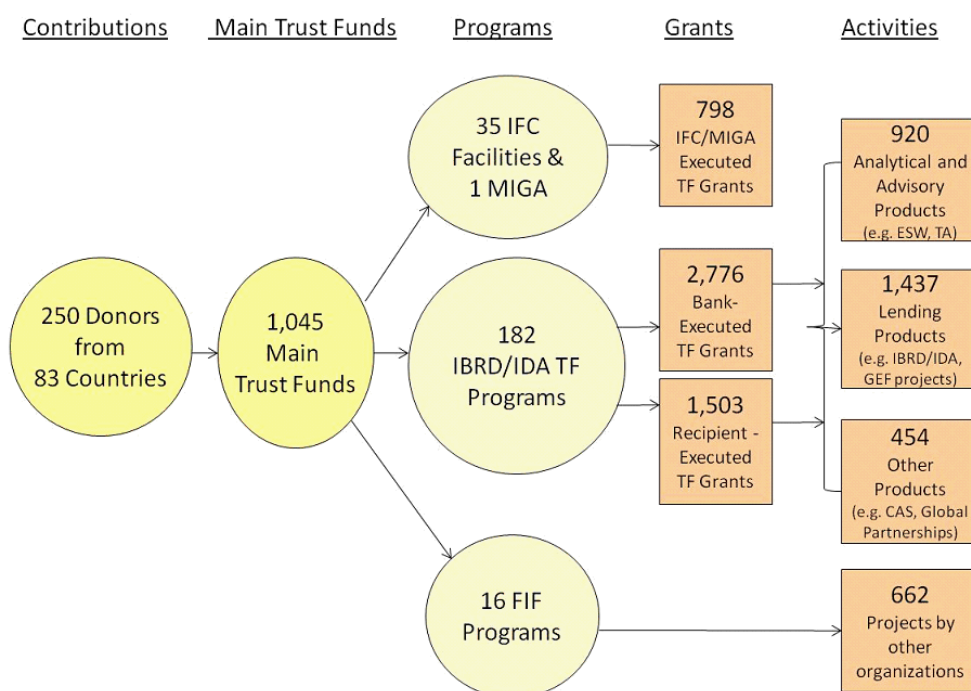 Contributions
Main Trust Funds
Programs
Grants
Activities
250 Donors
from
83 Countries
1,045
Main
Trust Funds
35 IFC
Facilities &
1 MIGA
182
IBRD/IDA TF
Programs
16 FIF
Programs
798
IFC/MIGA
Executed
TF Grants
2,776
Bank-
Executed
TF Grants
1,503
Recipient -
Executed
TF Grants
920
Analytical and
Advisory
Products
(e.g. ESW, TA)
1,437
Lending
Products
(e.g. IBRD/IDA,
GEF projects)
454
Other
Products
(e.g. CAS, Global
Partnerships)
662
Projects by
other
organizations